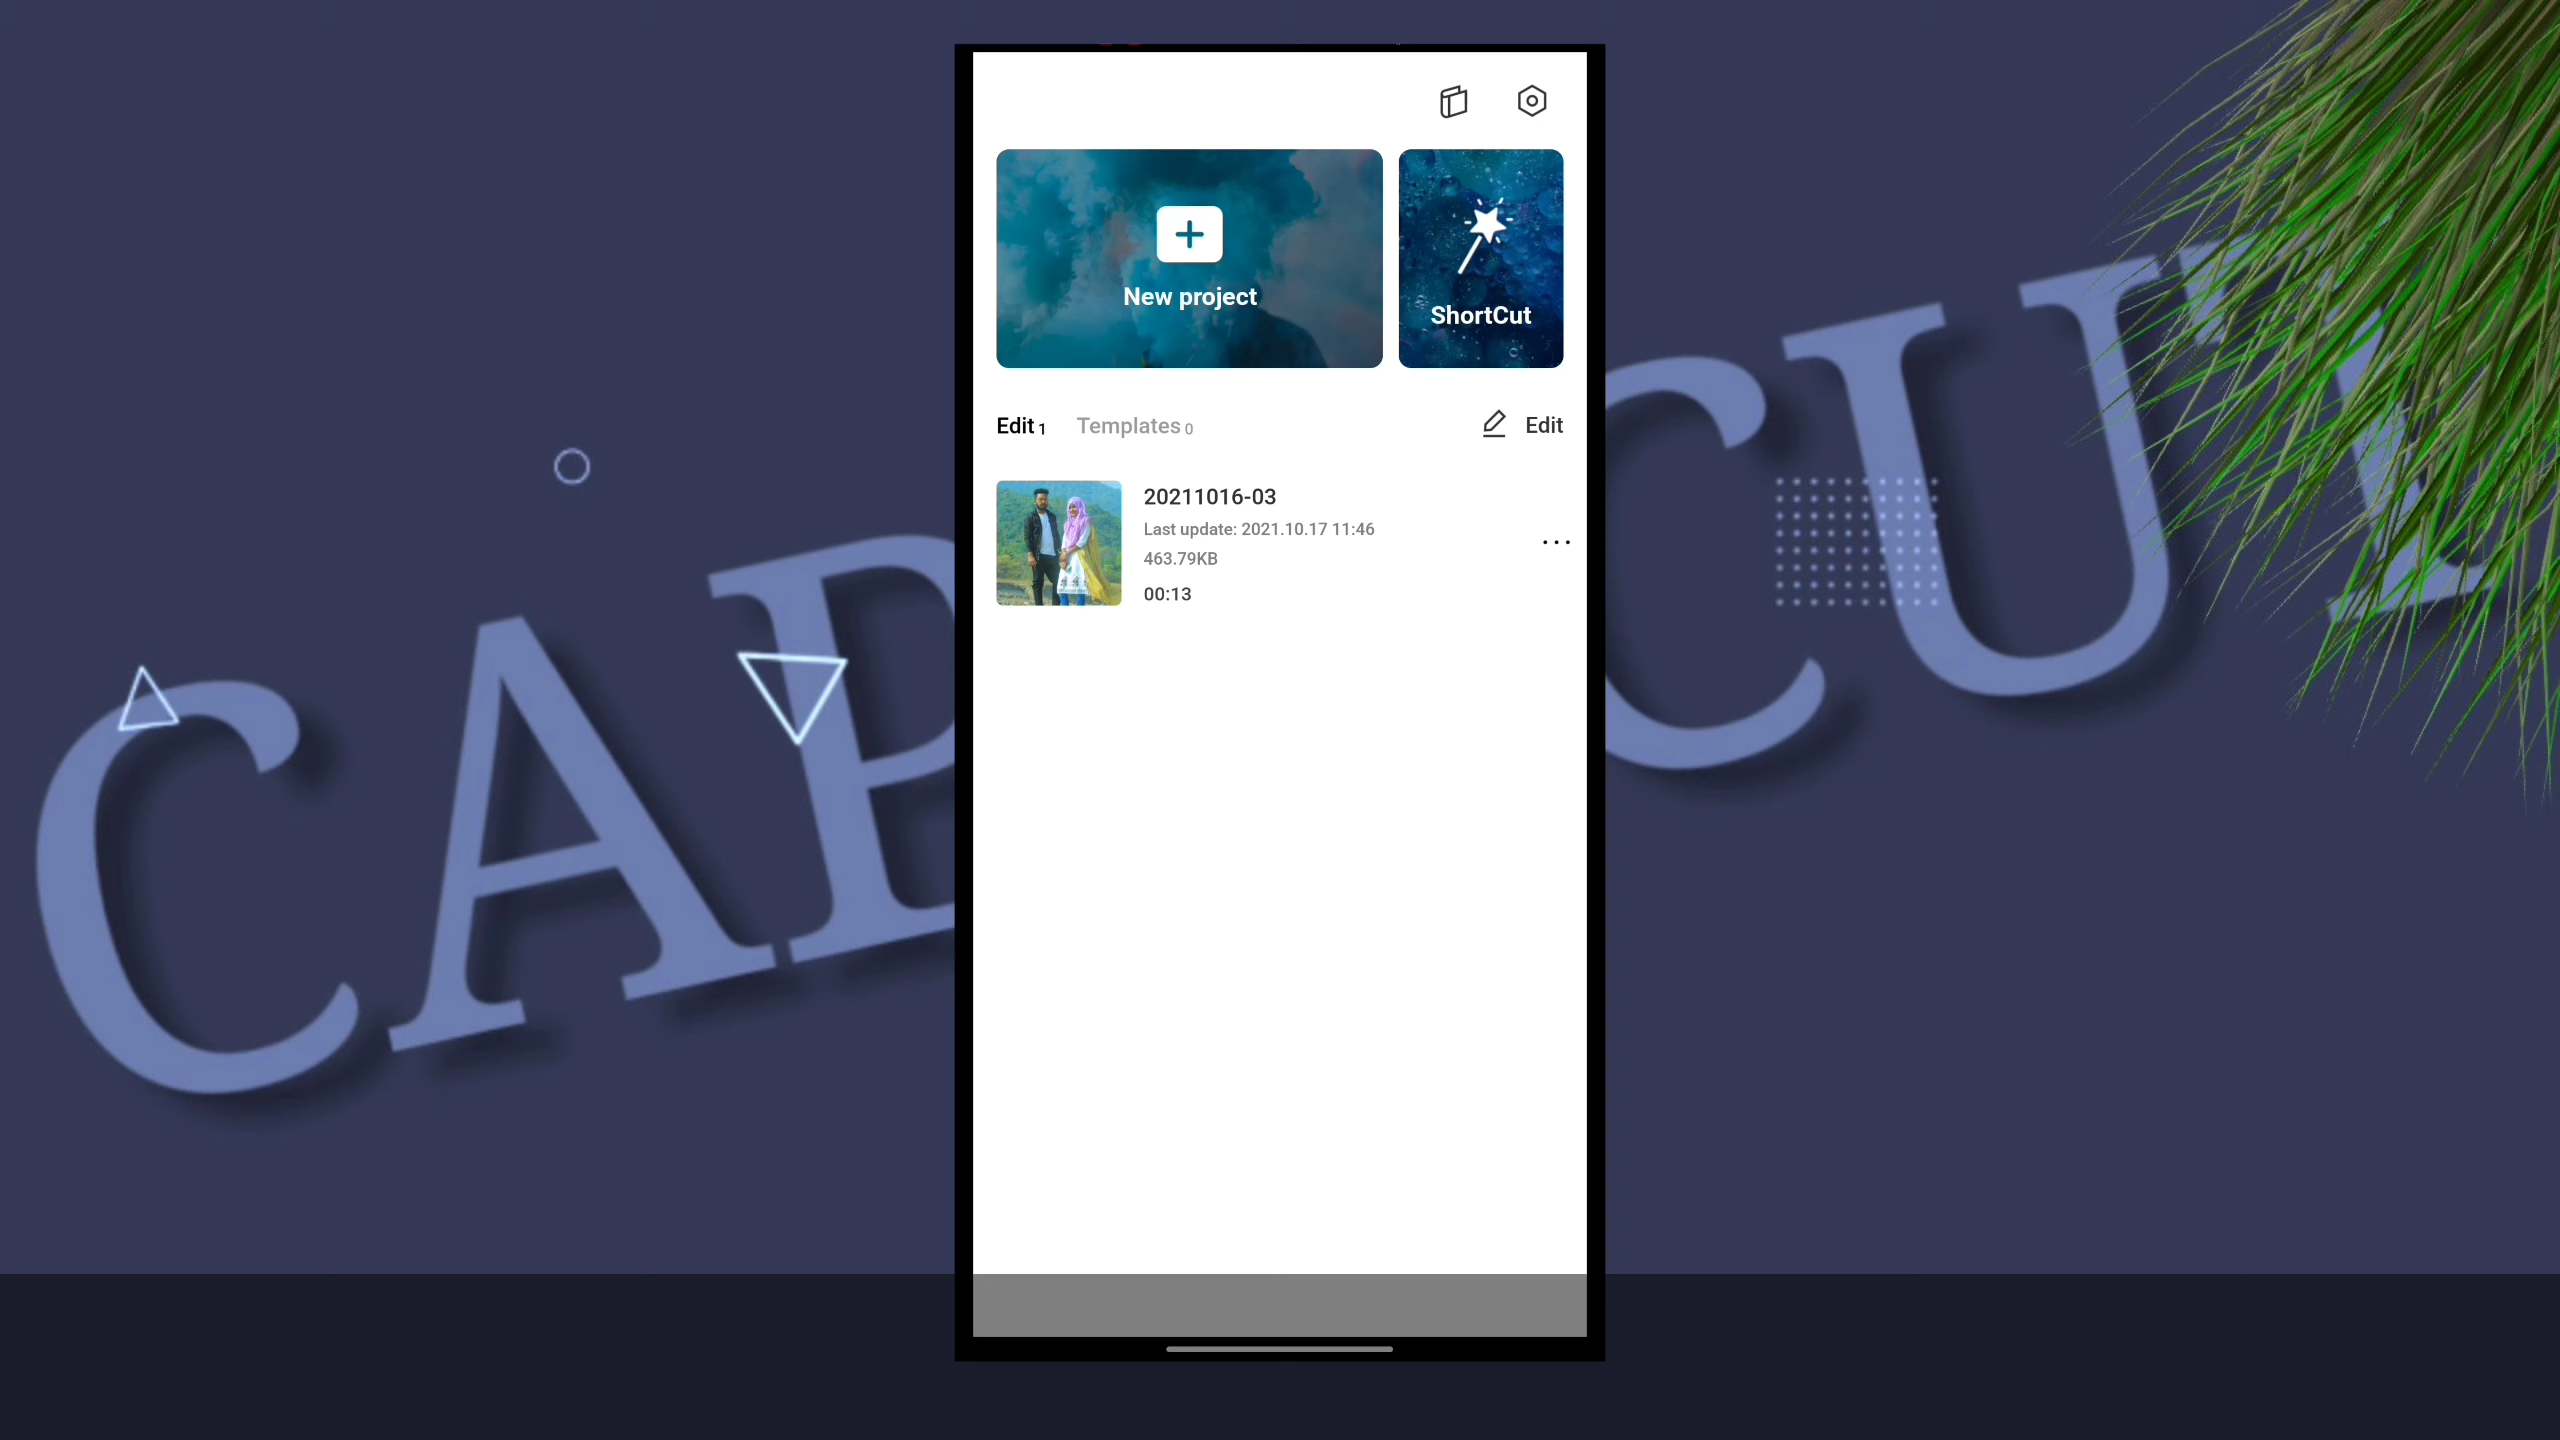 CAP CUT
New project
ShortCut
Edit 1 Templates 0 Edit
20211016-03
Last update: 2021.10.17 11:46
463.79KB
00:13